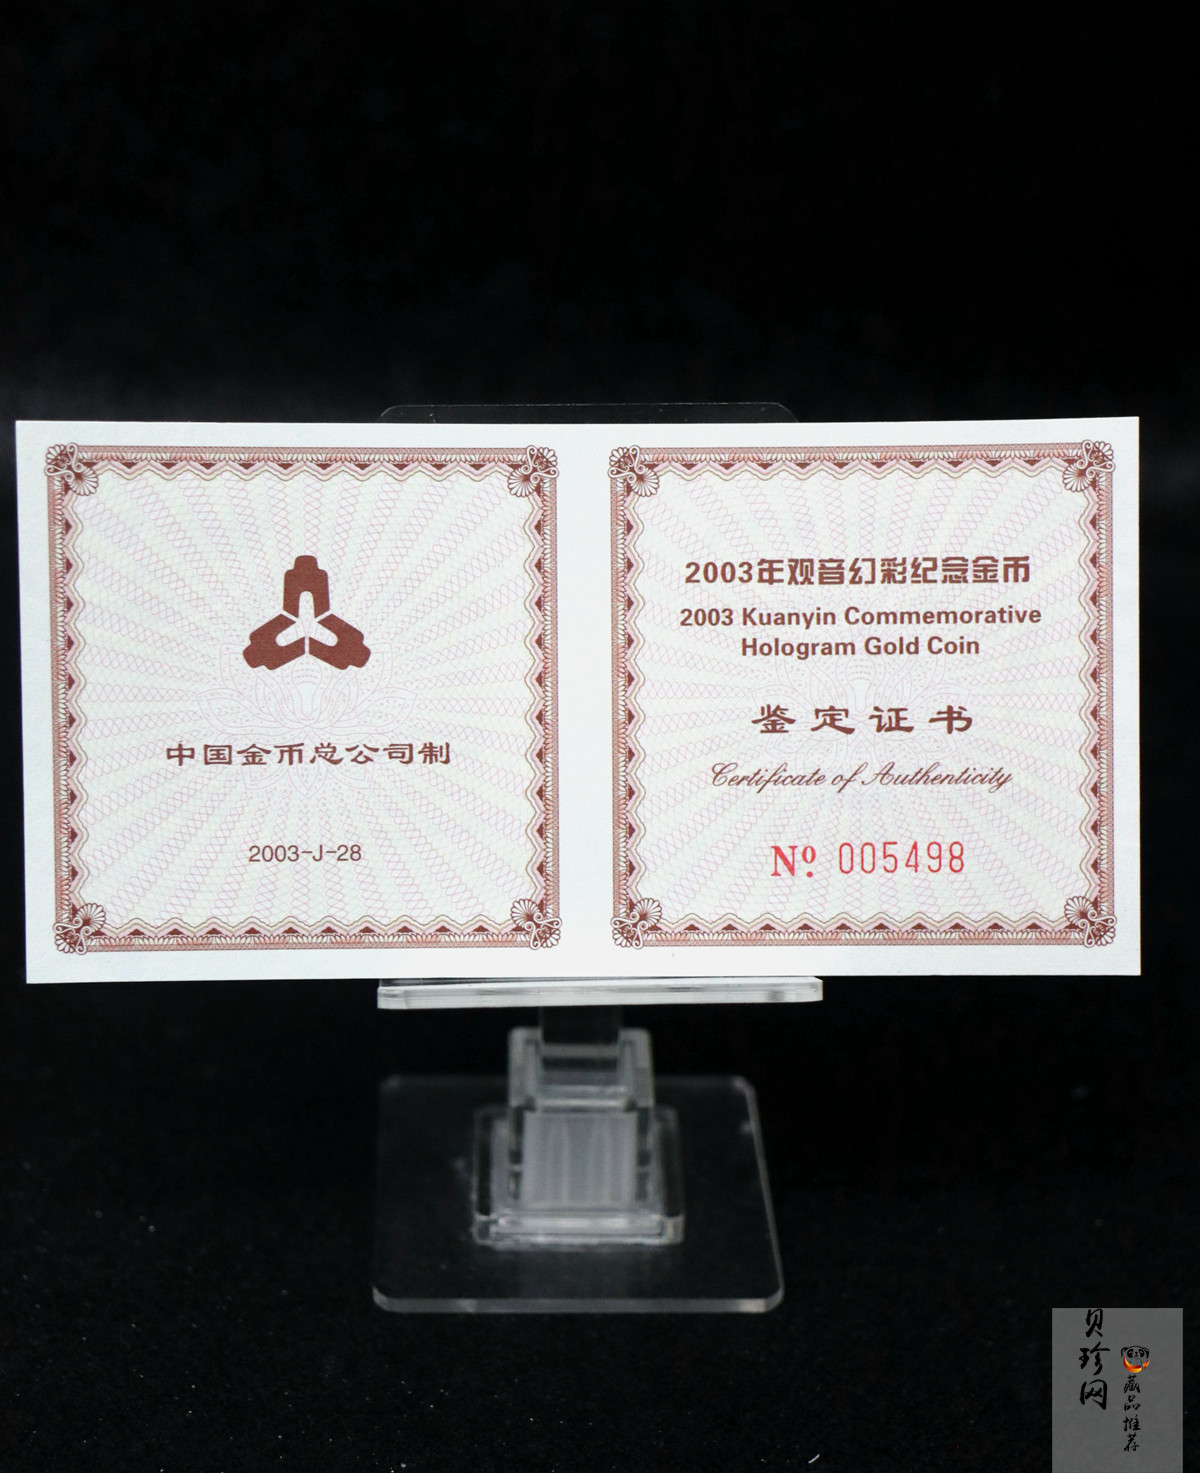 中国金币总公司制
2003-J-28
2003年观音幻彩纪念金币
2003 Kuanyin Commemorative
Hologram Gold Coin
鉴定证书
Certificate of Authenticity
Nº 005498
贝珍网
藏品推荐